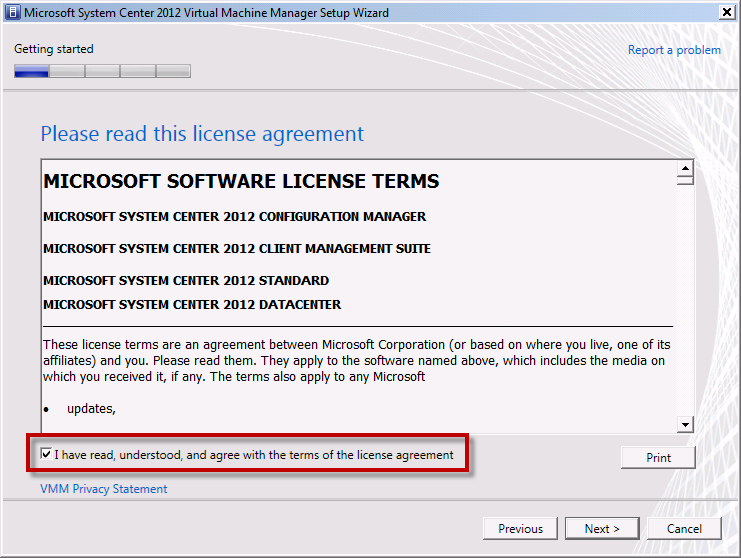 Microsoft System Center 2012 Virtual Machine Manager Setup Wizard
Getting started
Report a problem
Please read this license agreement
MICROSOFT SOFTWARE LICENSE TERMS
MICROSOFT SYSTEM CENTER 2012 CONFIGURATION MANAGER
MICROSOFT SYSTEM CENTER 2012 CLIENT MANAGEMENT SUITE
MICROSOFT SYSTEM CENTER 2012 STANDARD
MICROSOFT SYSTEM CENTER 2012 DATACENTER
These license terms are an agreement between Microsoft Corporation (or based on where you live, one of its
affiliates) and you. Please read them. They apply to the software named above, which includes the media on
which you received it, if any. The terms also apply to any Microsoft
• updates,
I have read, understood, and agree with the terms of the license agreement
Print
VMM Privacy Statement
Previous
Next >
Cancel